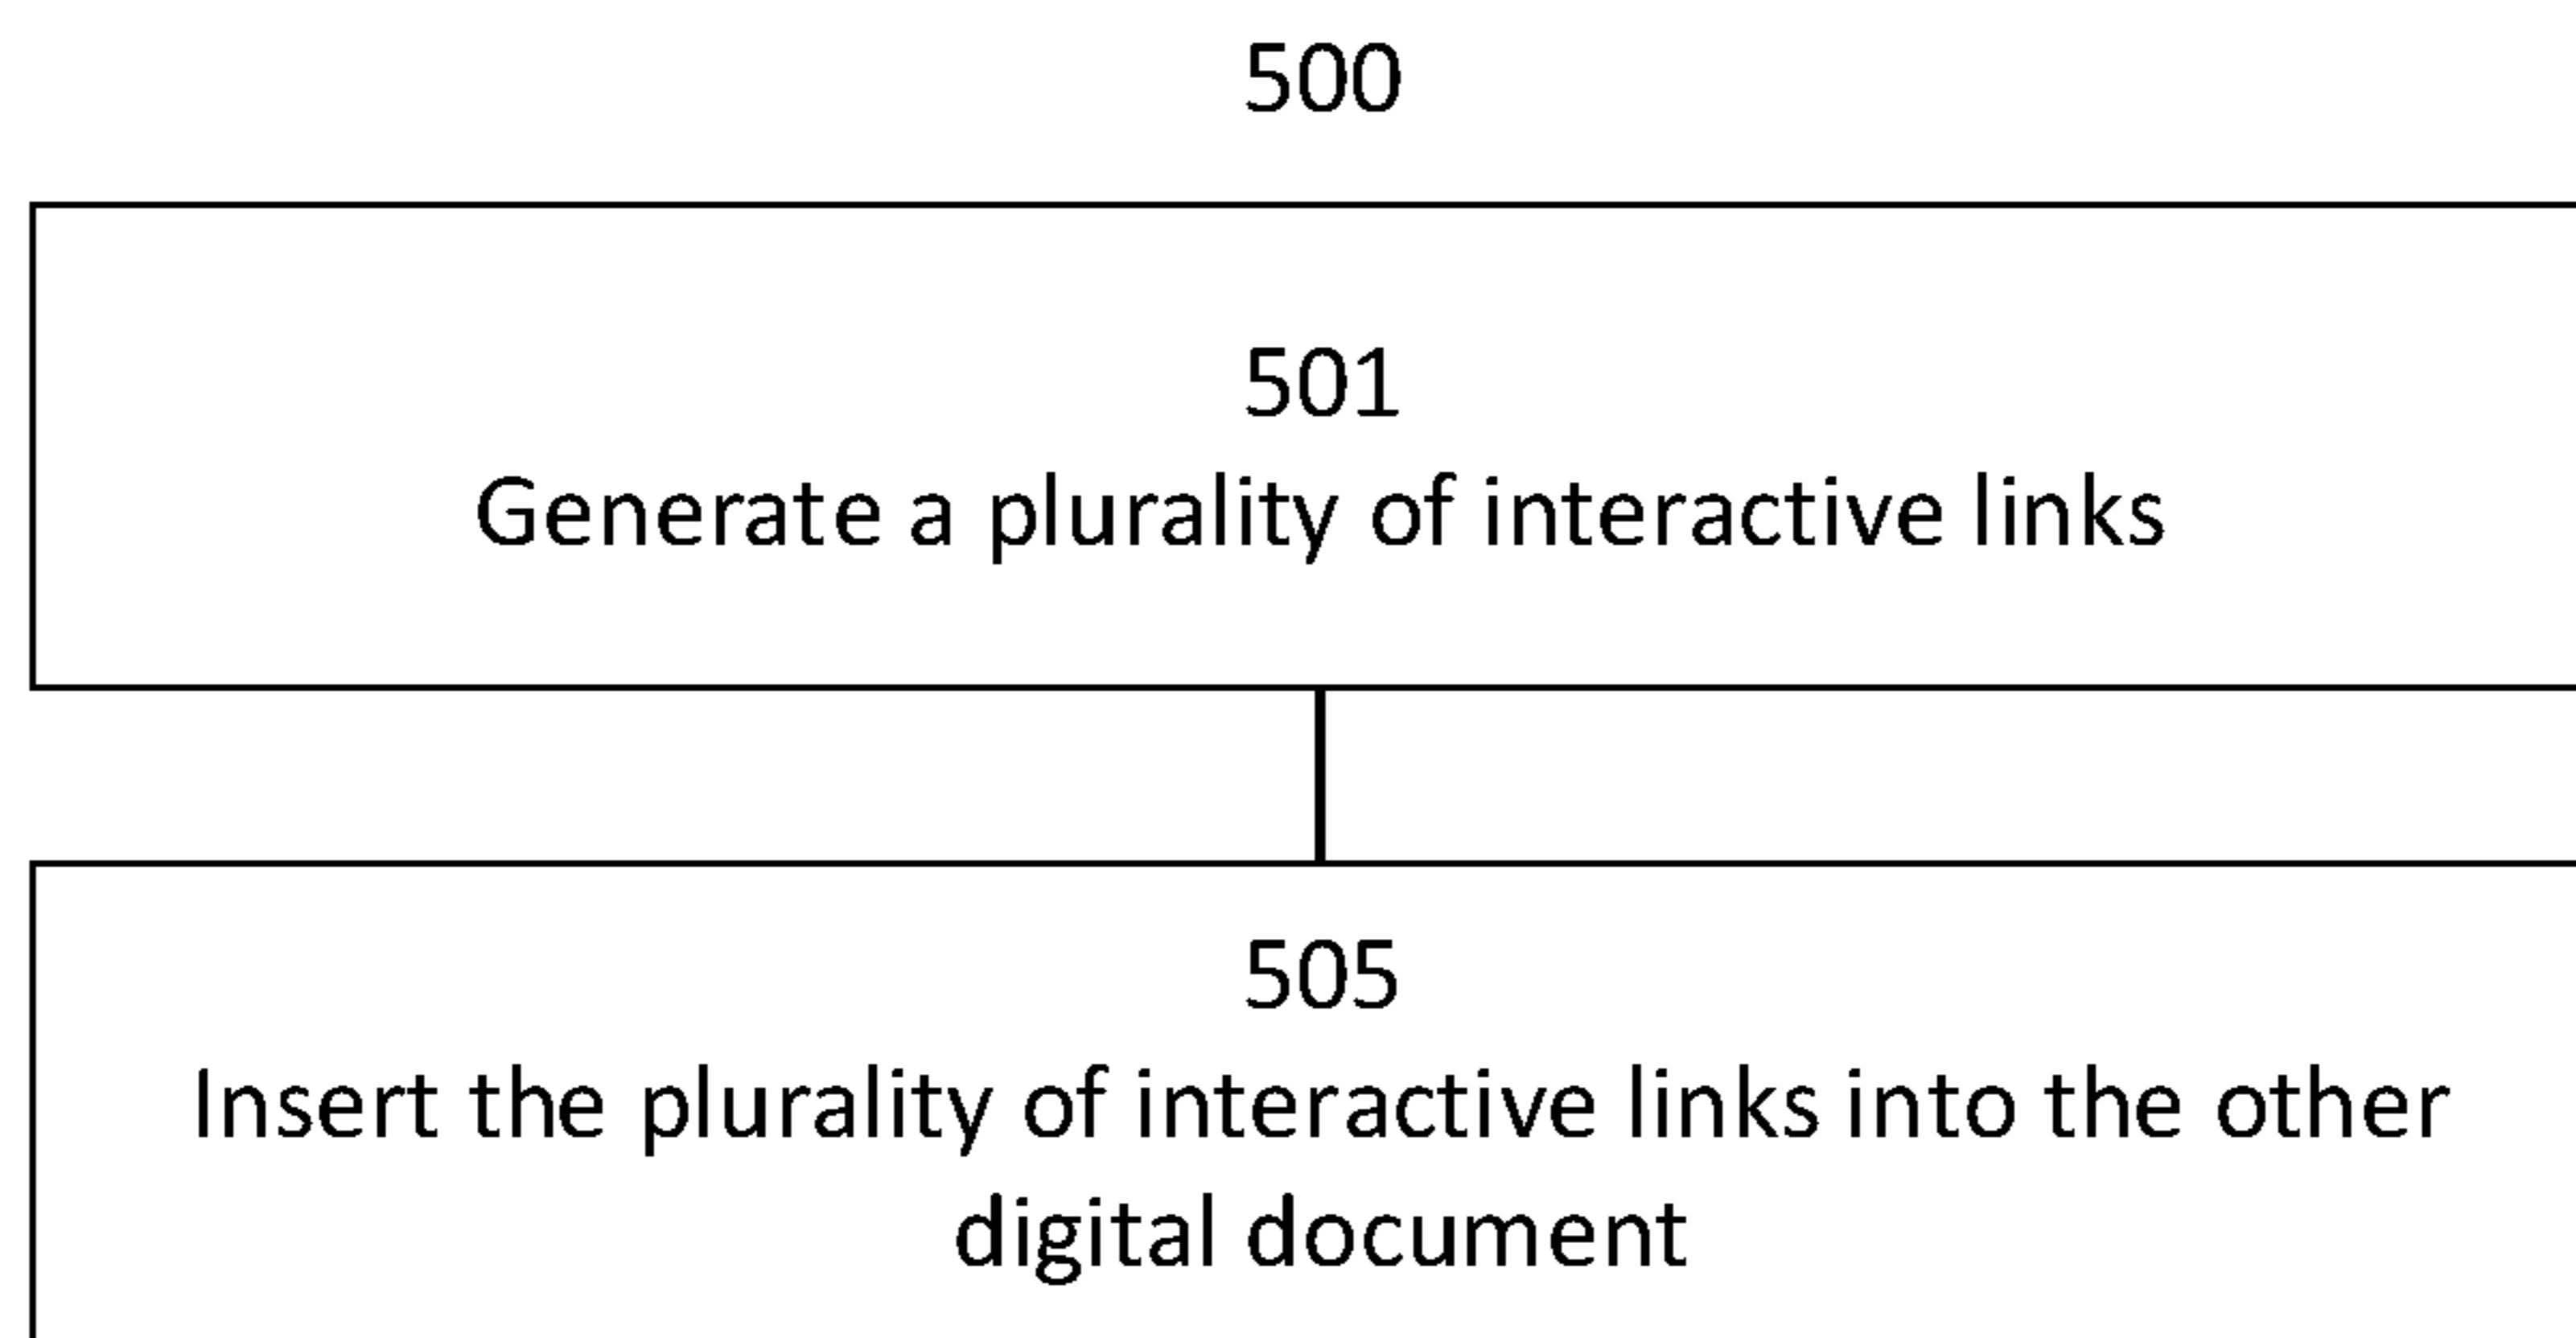 500
501
Generate a plurality of interactive links
505
Insert the plurality of interactive links into the other
digital document